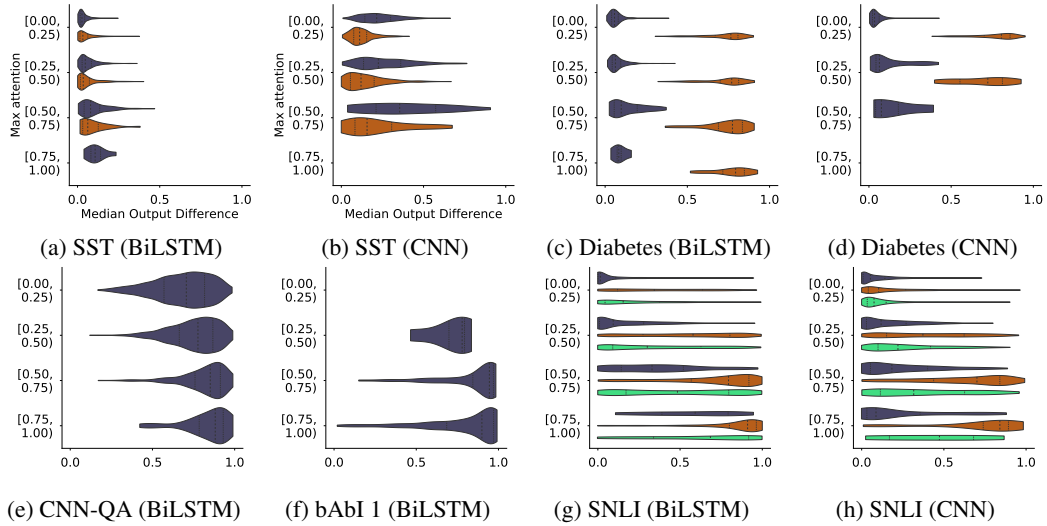 Max attention
[0.00,
0.25)
[0.25,
0.50)
[0.50,
0.75)
[0.75,
1.00)
0.0 0.5 1.0
Median Output Difference
(a) SST (BiLSTM)
Max attention
[0.00,
0.25)
[0.25,
0.50)
[0.50,
0.75)
[0.75,
1.00)
0.0 0.5 1.0
Median Output Difference
(b) SST (CNN)
Max attention
[0.00,
0.25)
[0.25,
0.50)
[0.50,
0.75)
[0.75,
1.00)
0.0 0.5 1.0
(c) Diabetes (BiLSTM)
Max attention
[0.00,
0.25)
[0.25,
0.50)
[0.50,
0.75)
[0.75,
1.00)
0.0 0.5 1.0
(d) Diabetes (CNN)
[0.00,
0.25)
[0.25,
0.50)
[0.50,
0.75)
[0.75,
1.00)
0.0 0.5 1.0
(e) CNN-QA (BiLSTM)
[0.00,
0.25)
[0.25,
0.50)
[0.50,
0.75)
[0.75,
1.00)
0.0 0.5 1.0
(f) bAbI 1 (BiLSTM)
[0.00,
0.25)
[0.25,
0.50)
[0.50,
0.75)
[0.75,
1.00)
0.0 0.5 1.0
(g) SNLI (BiLSTM)
[0.00,
0.25)
[0.25,
0.50)
[0.50,
0.75)
[0.75,
1.00)
0.0 0.5 1.0
(h) SNLI (CNN)